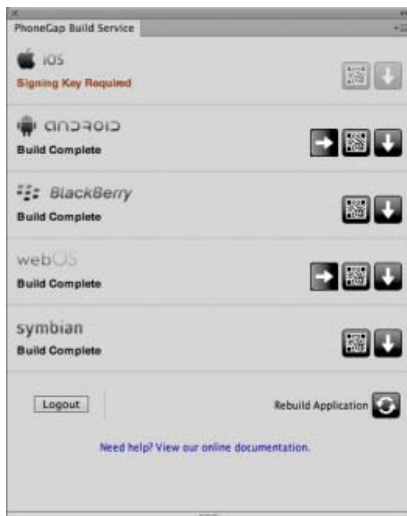 PhoneGap Build Service
iOS
Signing Key Required
android
Build Complete
BlackBerry
Build Complete
webOS
Build Complete
symbian
Build Complete
Logout
Rebuild Application
Need help? View our online documentation.